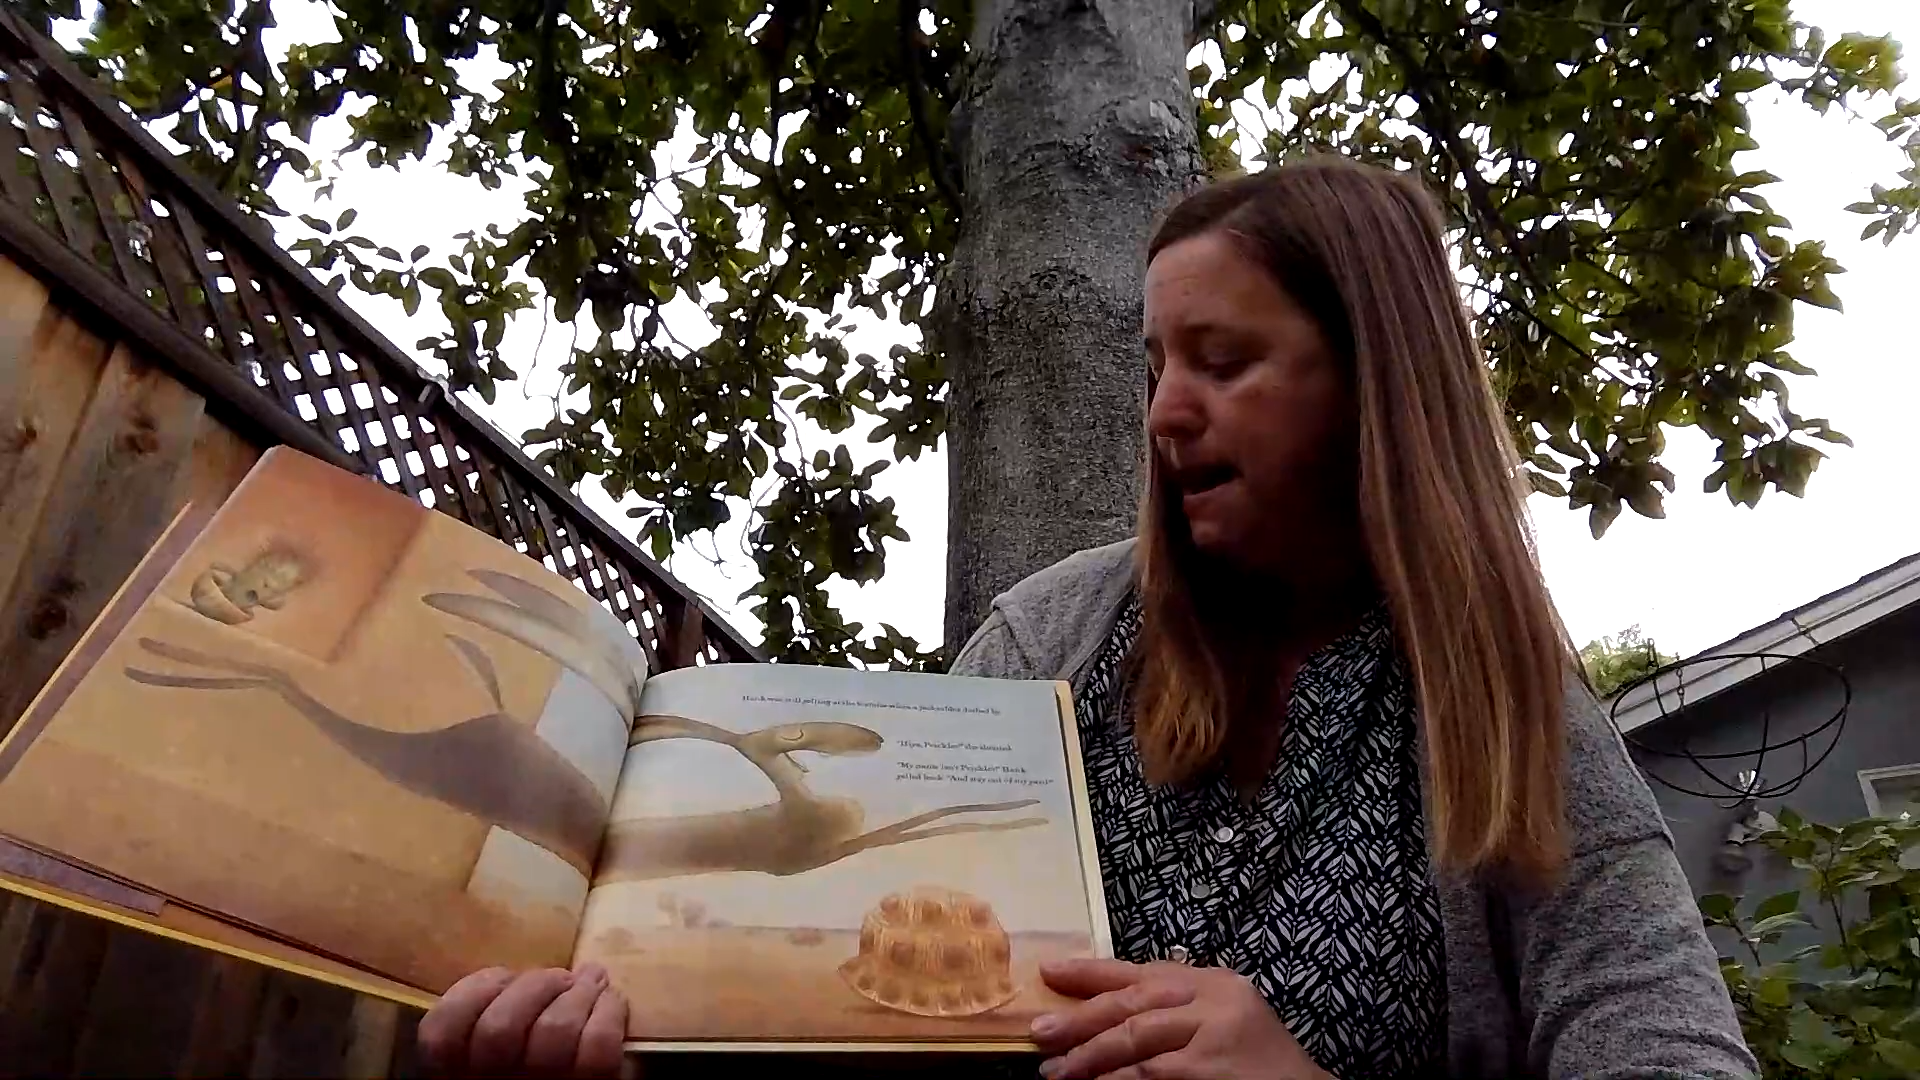 Hank was still yelling at the tortoise when a jackrabbit dashed by.
"Hiya, Prickles!" she shouted.
"My name isn't Prickles!" Hank
yelled back. "And stay out of my yard!"